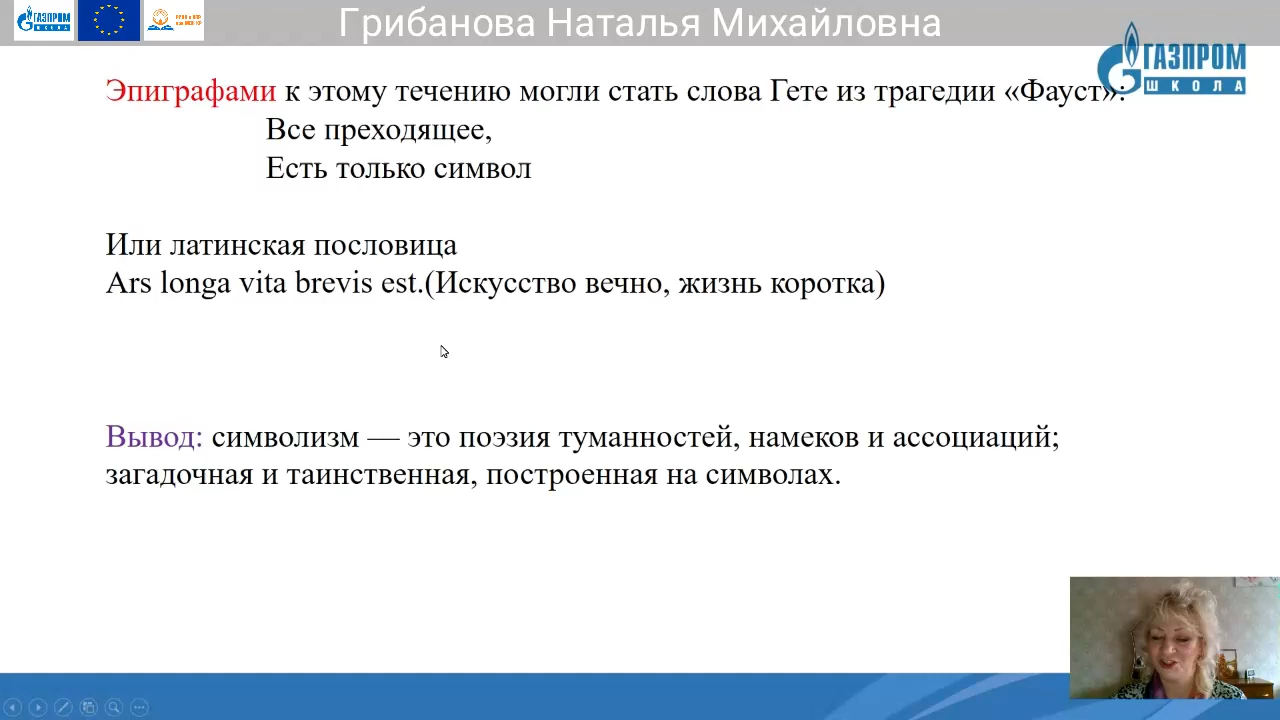 ГАЗПРОМ
ШКОЛА
Грибанова Наталья Михайловна
ГАЗПРОМ
ШКОЛА
Эпиграфами к этому течению могли стать слова Гете из трагедии «Фауст»:
Все преходящее,
Есть только символ
Или латинская пословица
Ars longa vita brevis est.(Искусство вечно, жизнь коротка)
Вывод: символизм — это поэзия туманностей, намеков и ассоциаций;
загадочная и таинственная, построенная на символах.